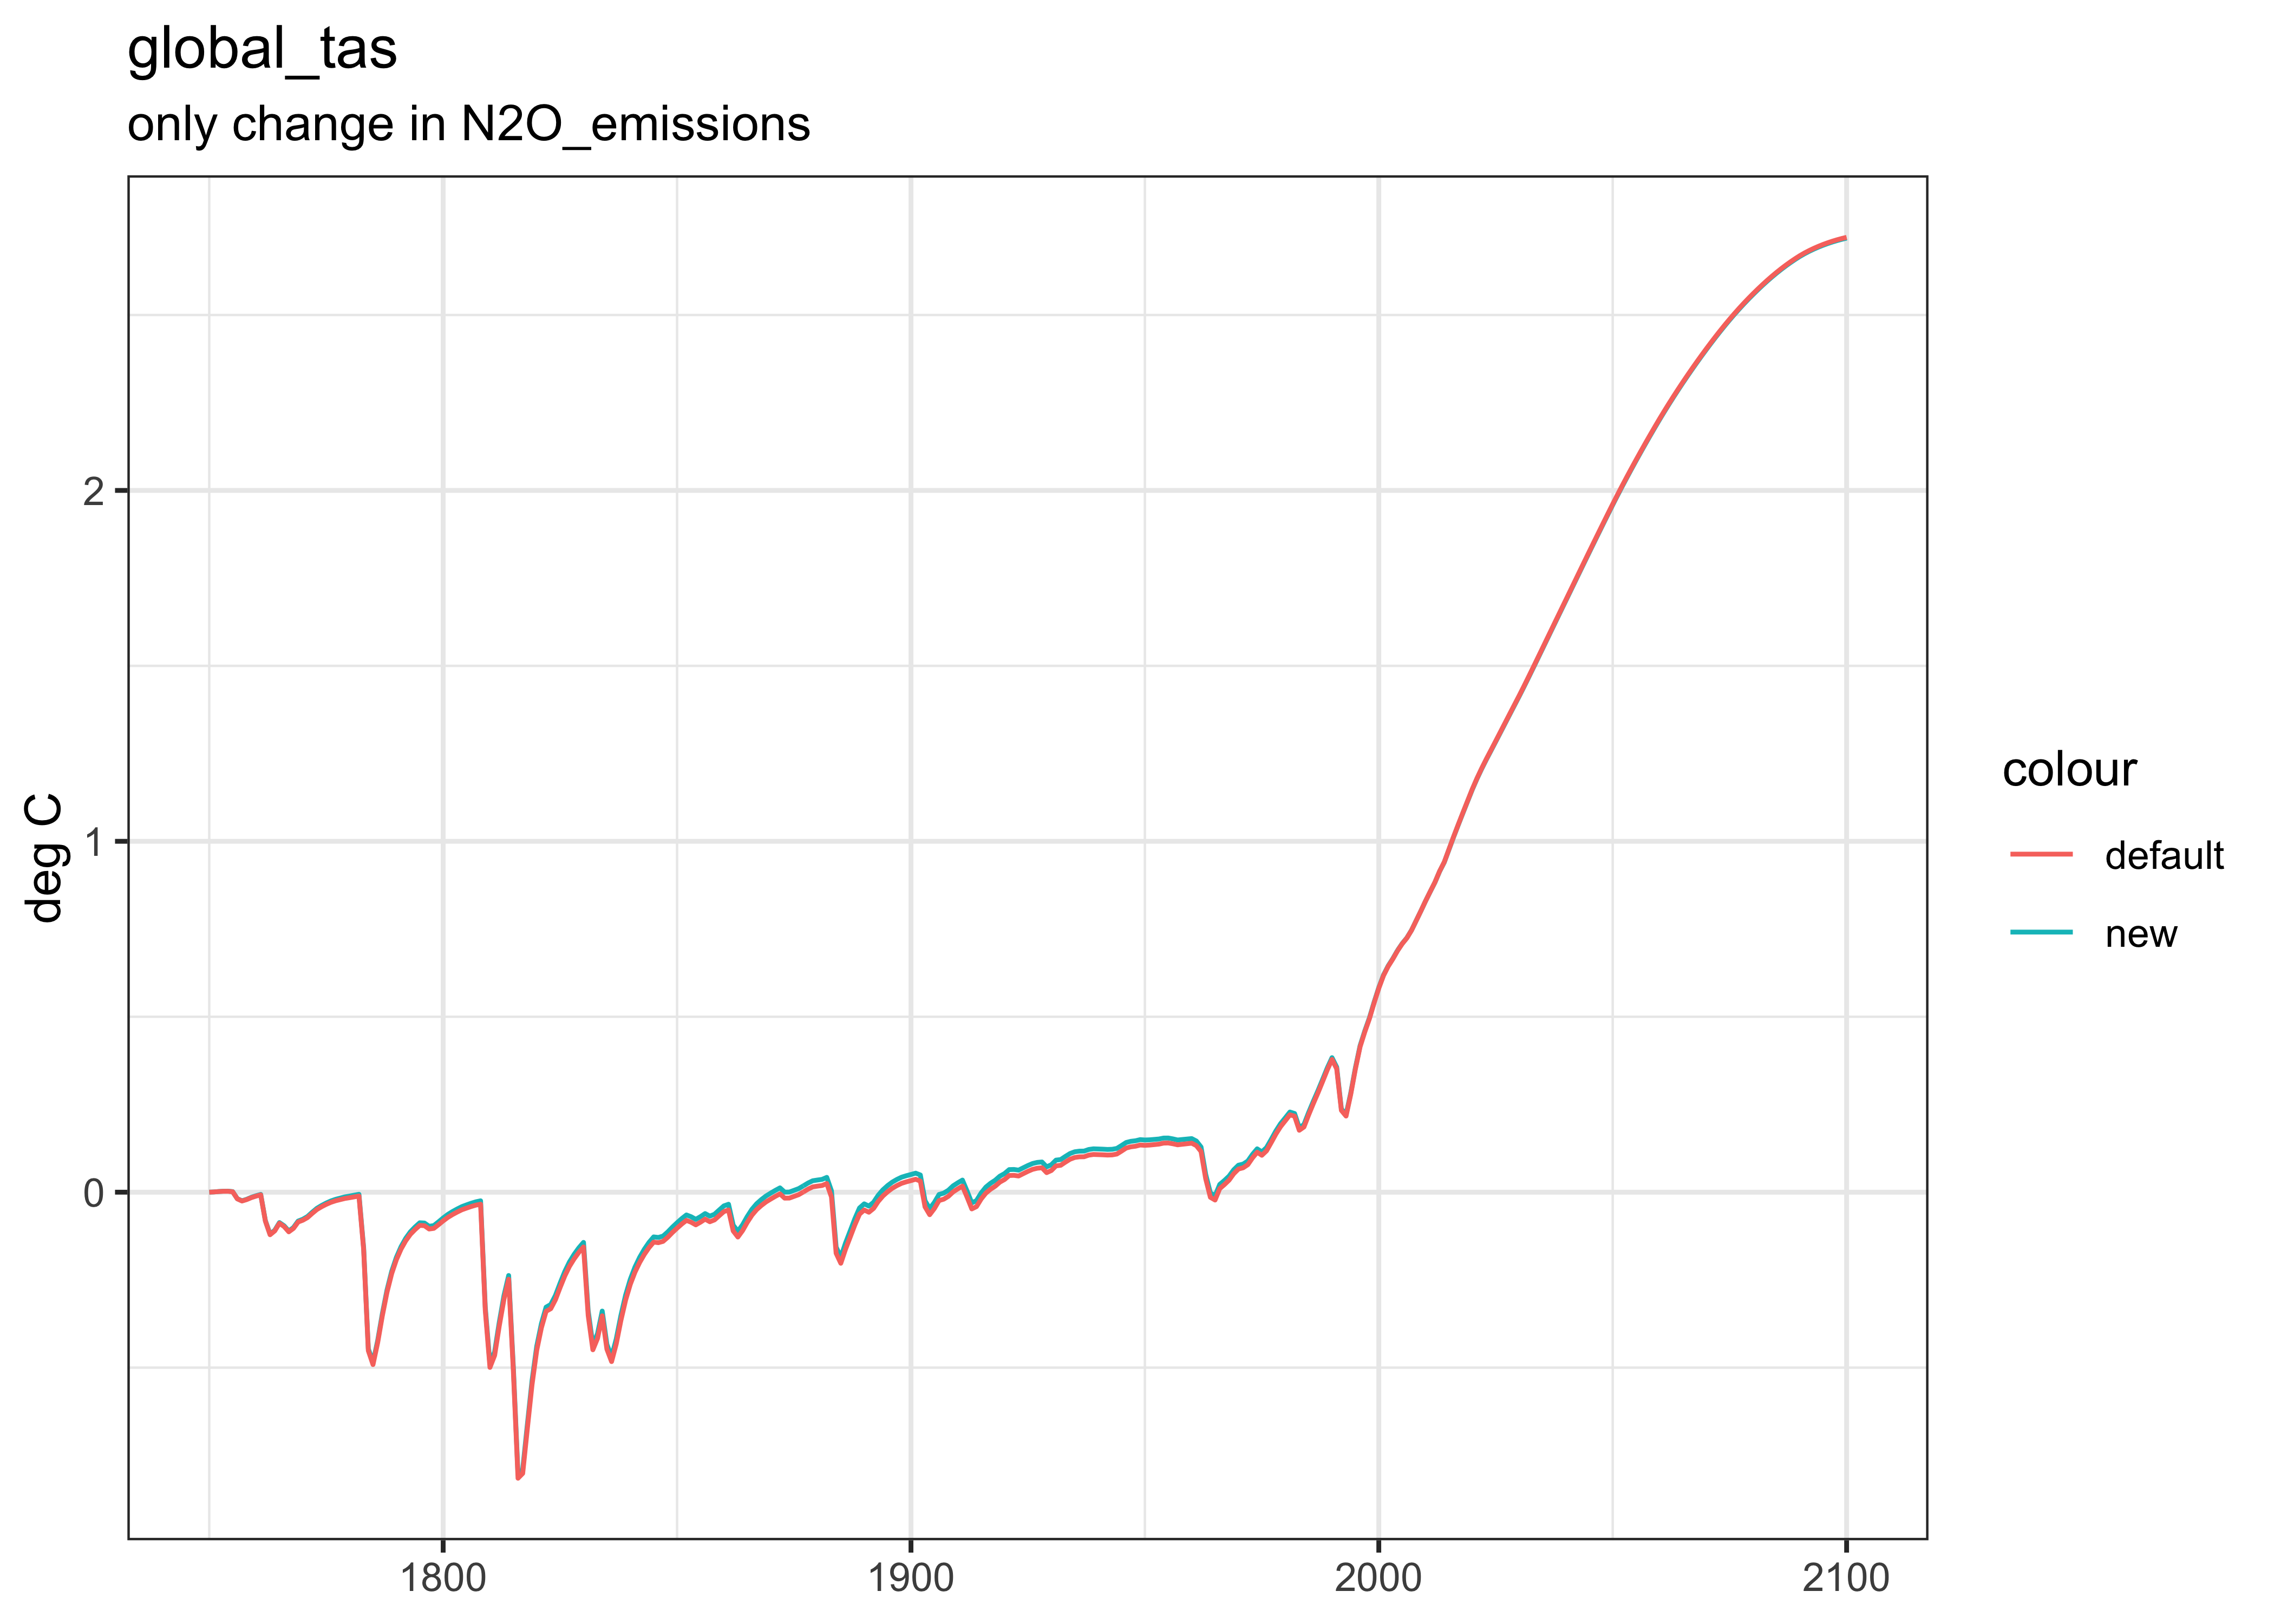 global_tas
only change in N2O_emissions
deg C
2
1
0
1800
1900
2000
2100
colour
default
new